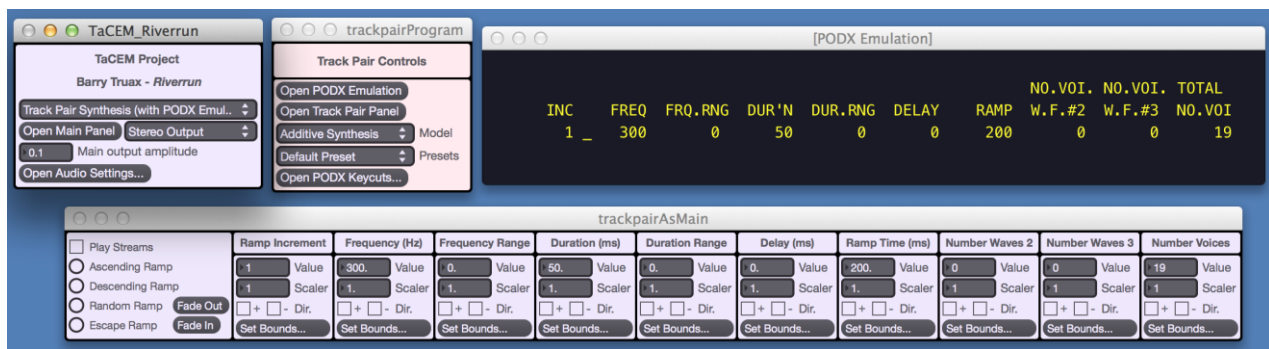 TaCEM_Riverrun
TaCEM Project
Barry Truax - Riverrun
Track Pair Synthesis (with PODX Emul..
Open Main Panel Stereo Output
0.1 Main output amplitude
Open Audio Settings...
trackpairProgram
Track Pair Controls
Open PODX Emulation
Open Track Pair Panel
Additive Synthesis Model
Default Preset Presets
Open PODX Keycuts...
[PODX Emulation]
NO.VOI. NO.VOI. TOTAL
INC FREQ FRQ.RNG DUR'N DUR.RNG DELAY RAMP W.F.#2 W.F.#3 NO.VOI
1 _ 300 0 50 0 0 200 0 0 19
trackpairAsMain
Play Streams
Ascending Ramp
Descending Ramp
Random Ramp Fade Out
Escape Ramp Fade In
Ramp Increment Frequency (Hz) Frequency Range Duration (ms) Duration Range Delay (ms) Ramp Time (ms) Number Waves 2 Number Waves 3 Number Voices
1 Value 300. Value 0. Value 50. Value 0. Value 0. Value 200. Value 0 Value 0 Value 19 Value
1 Scaler 1. Scaler 1. Scaler 1. Scaler 1. Scaler 1. Scaler 1. Scaler 1 Scaler 1 Scaler 1 Scaler
+ - Dir. + - Dir. + - Dir. + - Dir. + - Dir. + - Dir. + - Dir. + - Dir. + - Dir. + - Dir.
Set Bounds... Set Bounds... Set Bounds... Set Bounds... Set Bounds... Set Bounds... Set Bounds... Set Bounds... Set Bounds... Set Bounds...